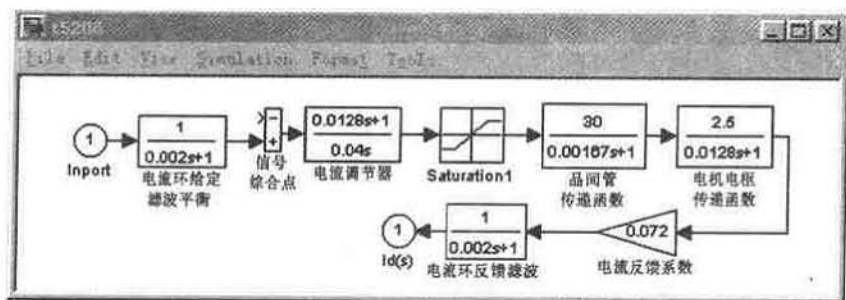 t5288
File Edit View Simulation Format Tools
1
Inport
1
0.002s+1
电流环给定
滤波平衡
−
+
信号
综合点
0.0128s+1
0.04s
电流调节器
Saturation1
30
0.00167s+1
品闸管
传递函数
2.5
0.0128s+1
电机电枢
传递函数
1
Id(s)
1
0.002s+1
电流环反馈滤波
0.072
电流反馈系数